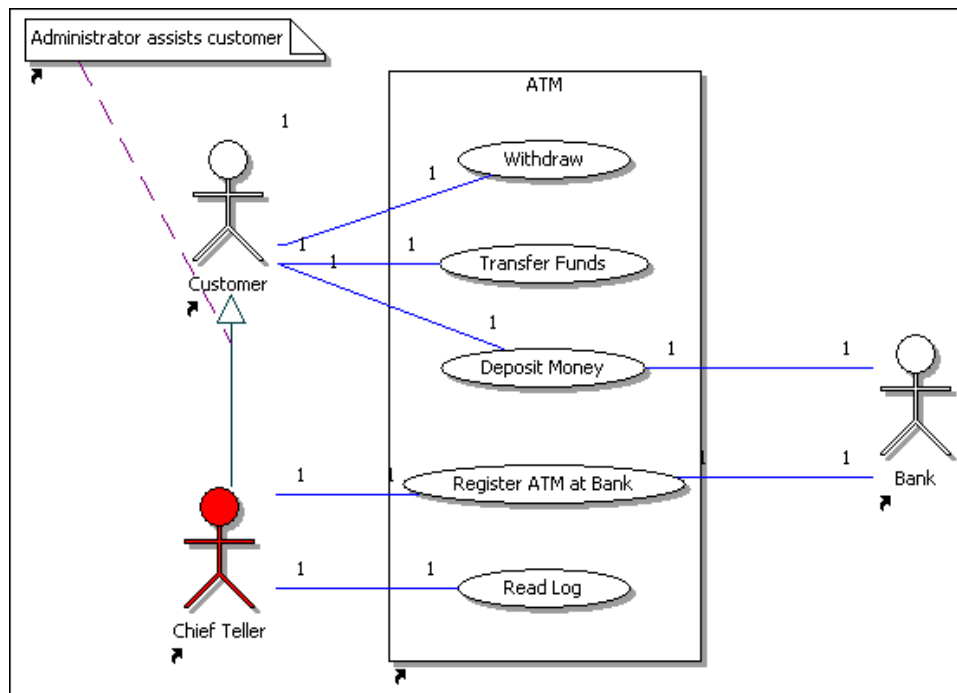 Administrator assists customer
ATM
1
Withdraw
1
1
1
Transfer Funds
1
Customer
1
Deposit Money
1
1
Bank
1
1
Register ATM at Bank
1
1
1
1
Read Log
Chief Teller